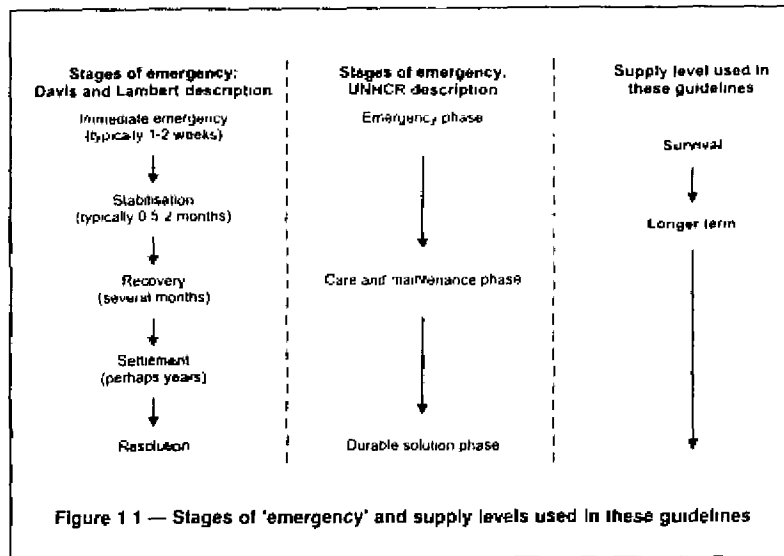 Stages of emergency:
Davis and Lambert description
Immediate emergency
(typically 1-2 weeks)
Stabilisation
(typically 0 5 2 months)
Recovery
(several months)
Settlement
(perhaps years)
Resolution
Stages of emergency.
UNHCR description
Emergency phase
Care and maintenance phase
Durable solution phase
Supply level used in
these guidelines
Survival
Longer term
Figure 1 1 — Stages of 'emergency' and supply levels used in these guidelines